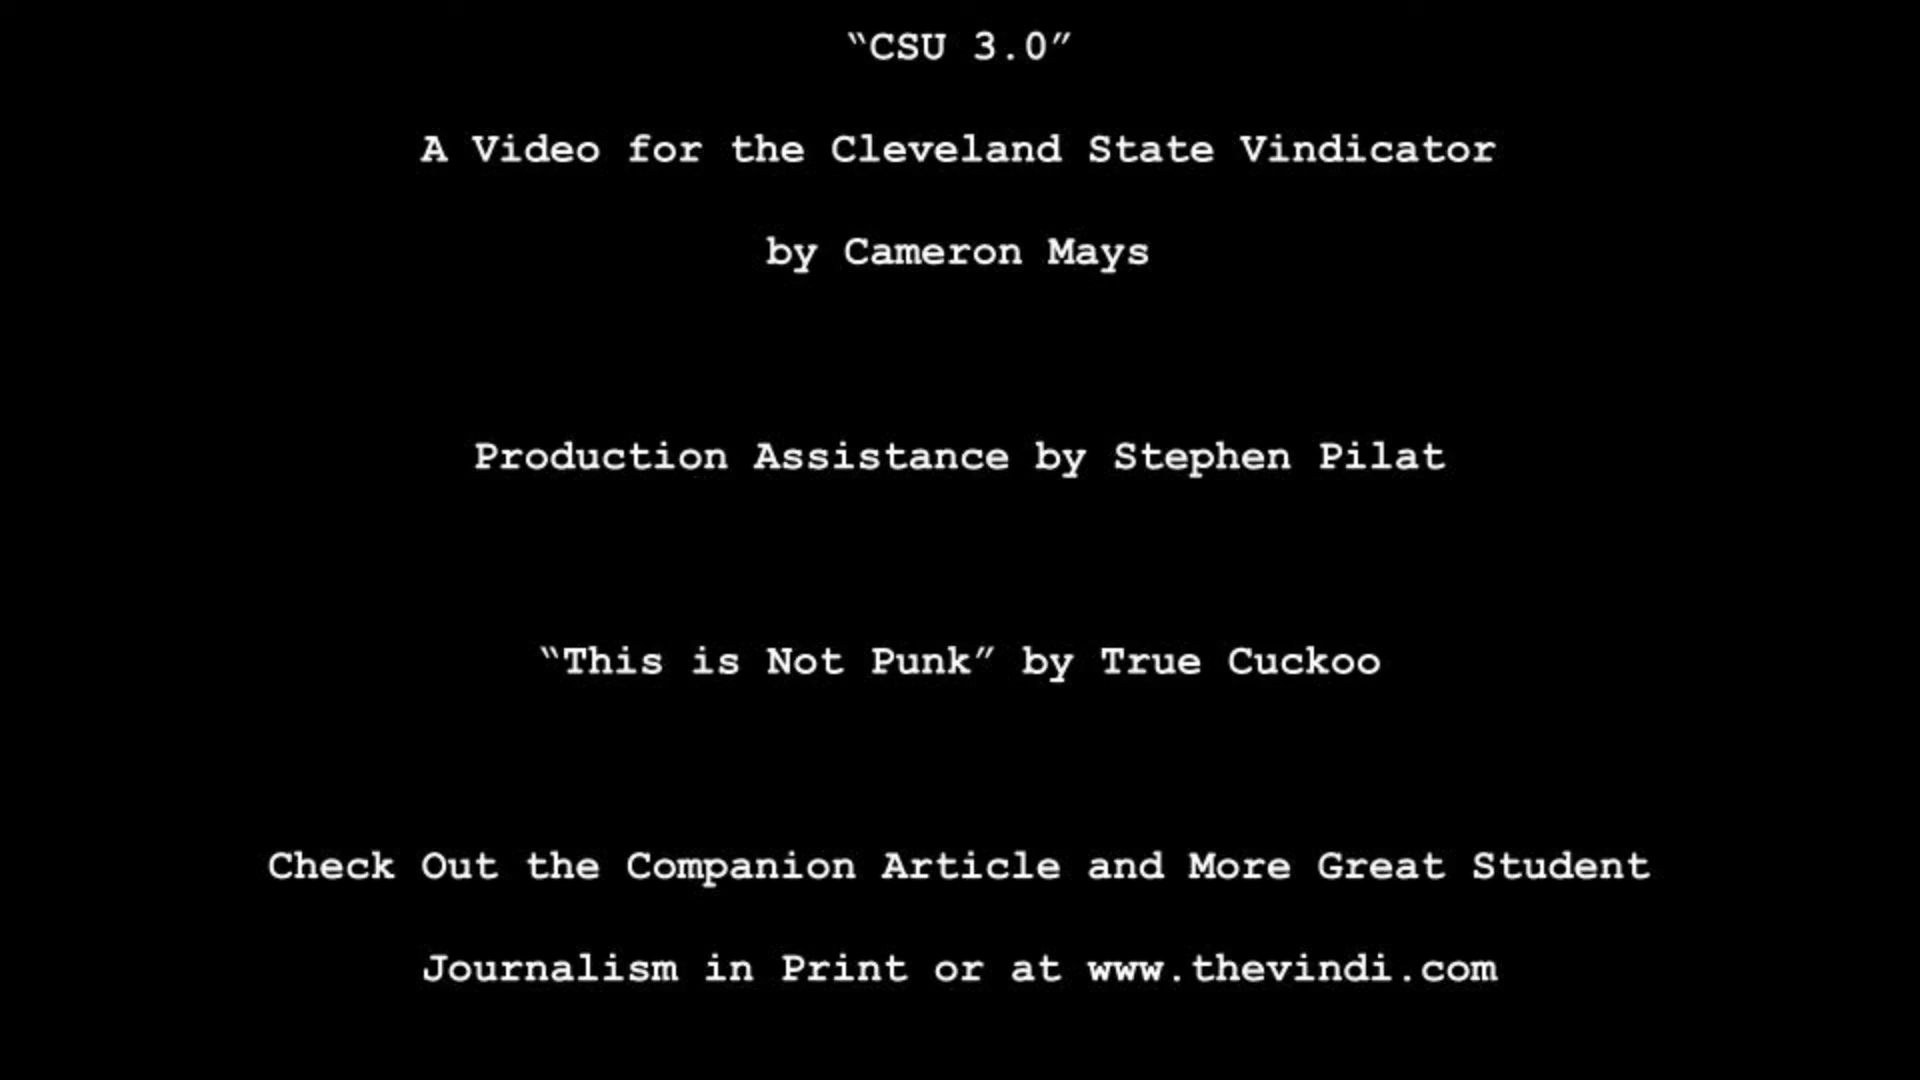 “CSU 3.0”
A Video for the Cleveland State Vindicator
by Cameron Mays
Production Assistance by Stephen Pilat
“This is Not Punk” by True Cuckoo
Check Out the Companion Article and More Great Student
Journalism in Print or at www.thevindi.com